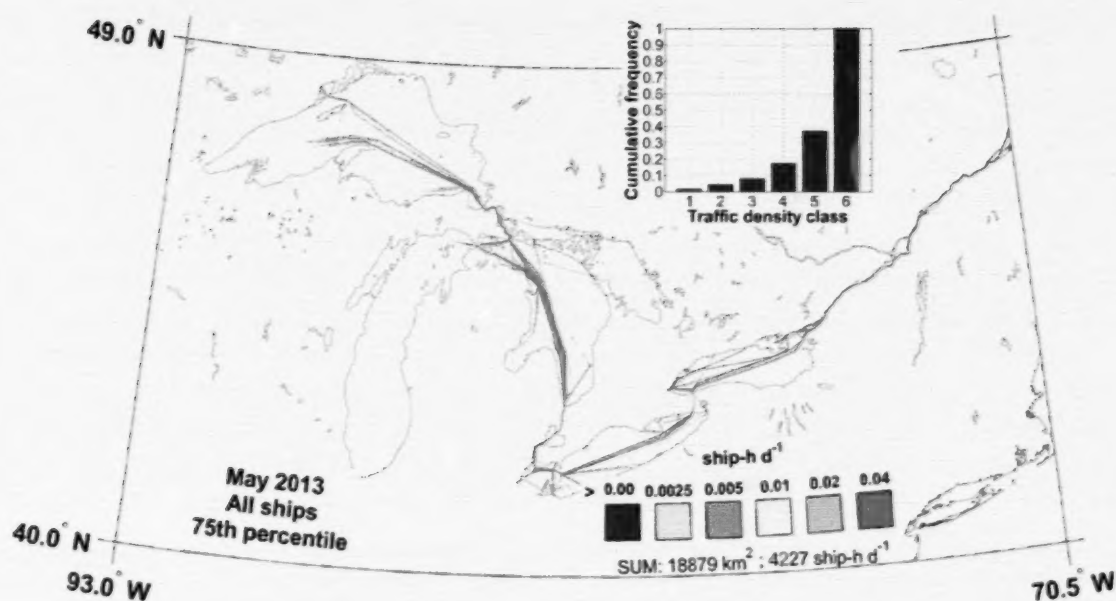 49.0° N
Cumulative frequency
1
0.9
0.8
0.7
0.6
0.5
0.4
0.3
0.2
0.1
0
1 2 3 4 5 6
Traffic density class
May 2013
All ships
75th percentile
ship-h d⁻¹
> 0.00 0.0025 0.005 0.01 0.02 0.04
SUM: 18879 km² ; 4227 ship-h d⁻¹
40.0° N
93.0° W
70.5° W